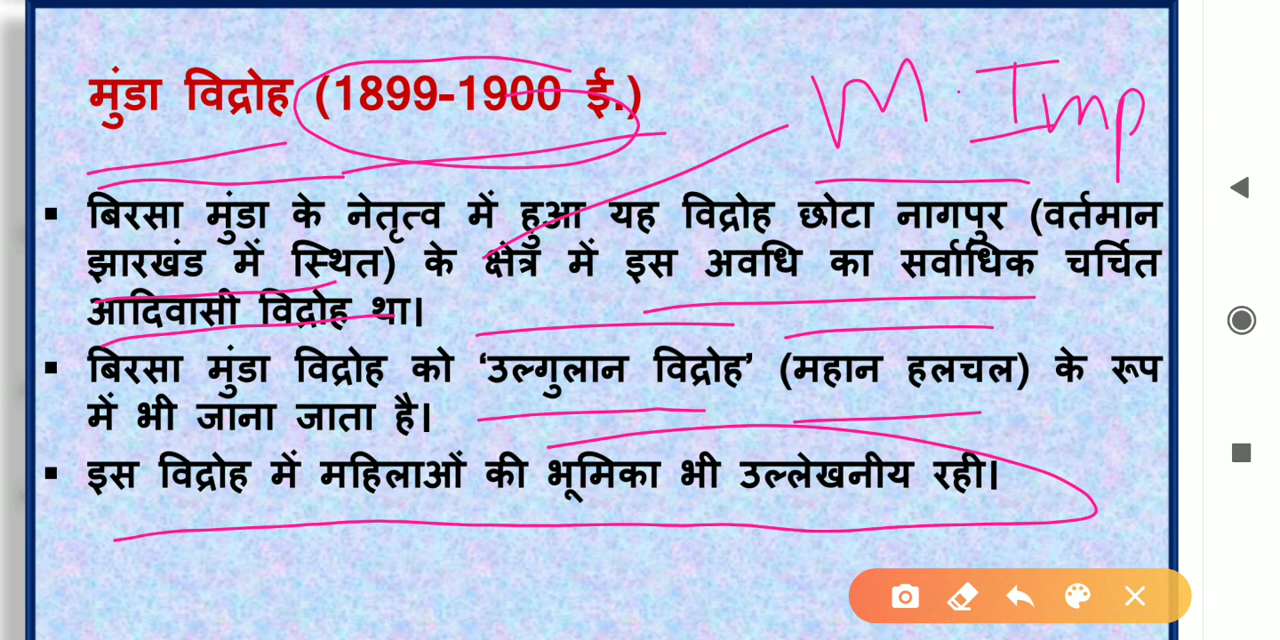 मुंडा विद्रोह (1899-1900 ई.)
M. Imp
▪ बिरसा मुंडा के नेतृत्व में हुआ यह विद्रोह छोटा नागपुर (वर्तमान
झारखंड में स्थित) के क्षेत्र में इस अवधि का सर्वाधिक चर्चित
आदिवासी विद्रोह था।
▪ बिरसा मुंडा विद्रोह को ‘उल्गुलान विद्रोह’ (महान हलचल) के रूप
में भी जाना जाता है।
▪ इस विद्रोह में महिलाओं की भूमिका भी उल्लेखनीय रही।